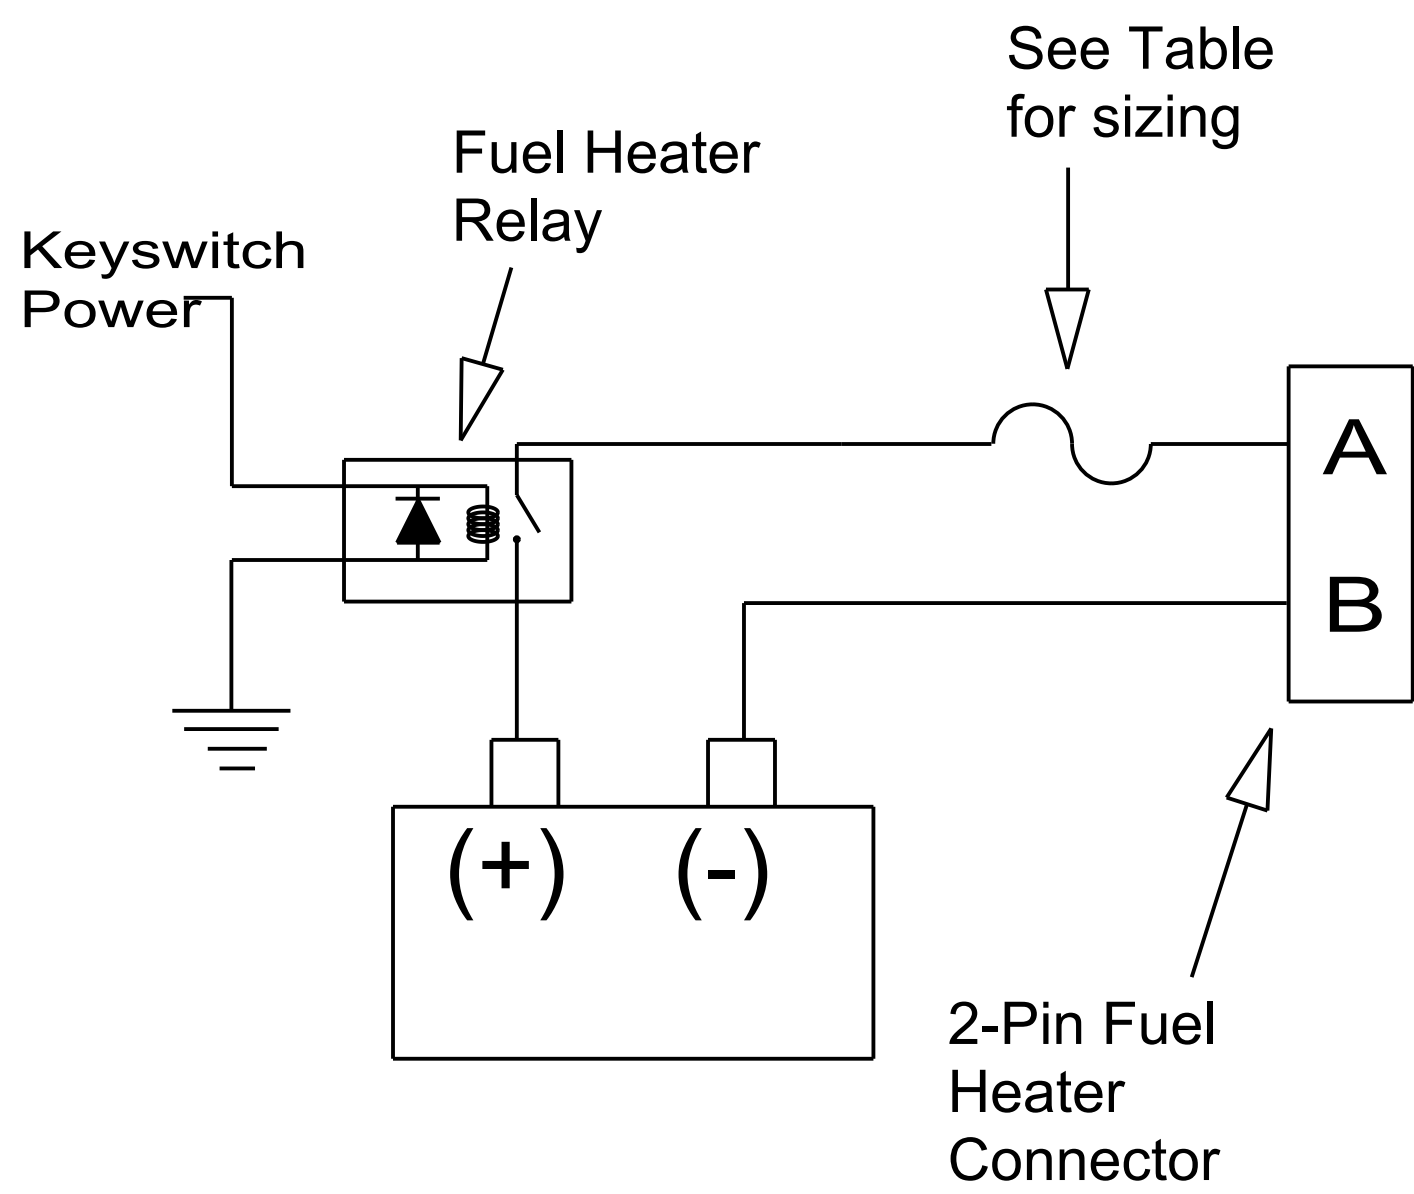 See Table
for sizing
Fuel Heater
Relay
Keyswitch
Power
A
B
(+) (-)
2-Pin Fuel
Heater
Connector